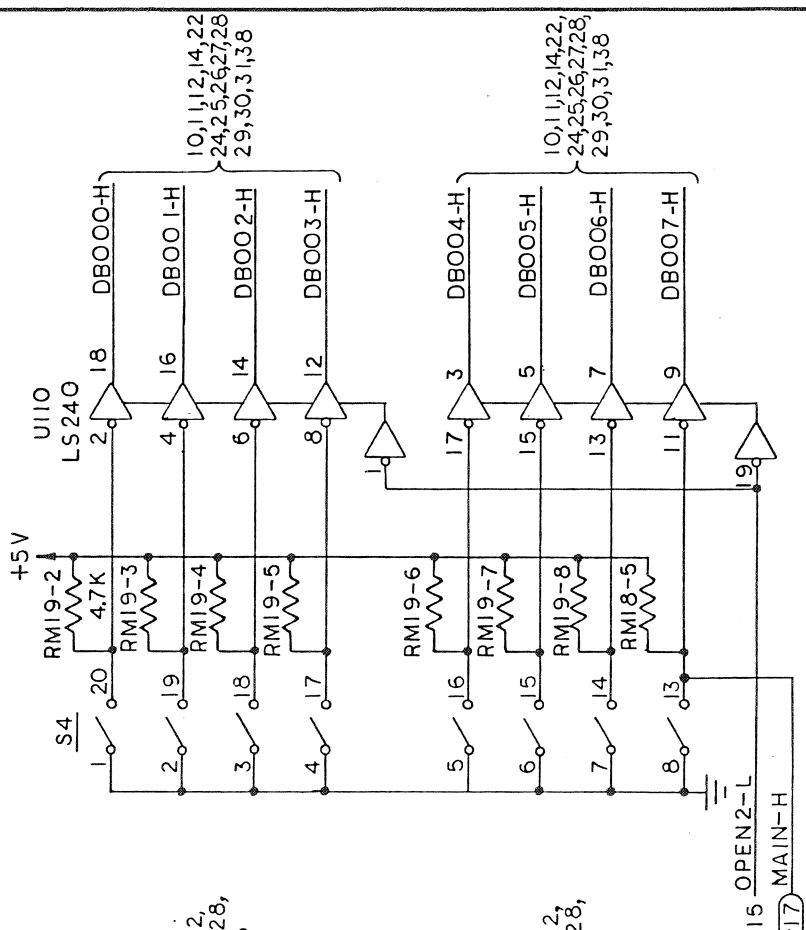 10,11,12,14,22
24,25,26,27,28
29,30,31,38
10,11,12,14,22,
24,25,26,27,28,
29,30,31,38
DB000-H
DB001-H
DB002-H
DB003-H
DB004-H
DB005-H
DB006-H
DB007-H
18
16
14
12
3
5
7
9
U110
LS240
2
4
6
8
1
17
15
13
11
19
+5V
RM19-2
4.7K
RM19-3
RM19-4
RM19-5
RM19-6
RM19-7
RM19-8
RM18-5
S4
20
19
18
17
16
15
14
13
1
2
3
4
5
6
7
8
2,
28,
2,
28,
15 OPEN2-L
17 MAIN-H